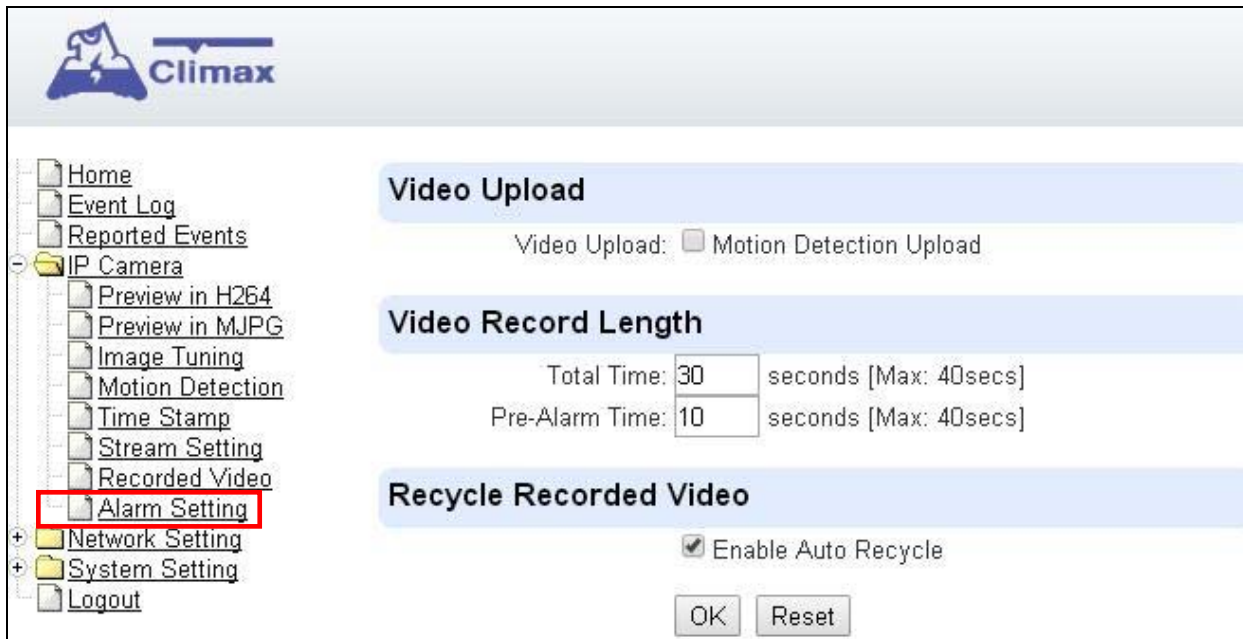 Climax
Home
Event Log
Reported Events
IP Camera
Preview in H264
Preview in MJPG
Image Tuning
Motion Detection
Time Stamp
Stream Setting
Recorded Video
Alarm Setting
Network Setting
System Setting
Logout
Video Upload
Video Upload: Motion Detection Upload
Video Record Length
Total Time: 30 seconds [Max: 40secs]
Pre-Alarm Time: 10 seconds [Max: 40secs]
Recycle Recorded Video
Enable Auto Recycle
OK Reset